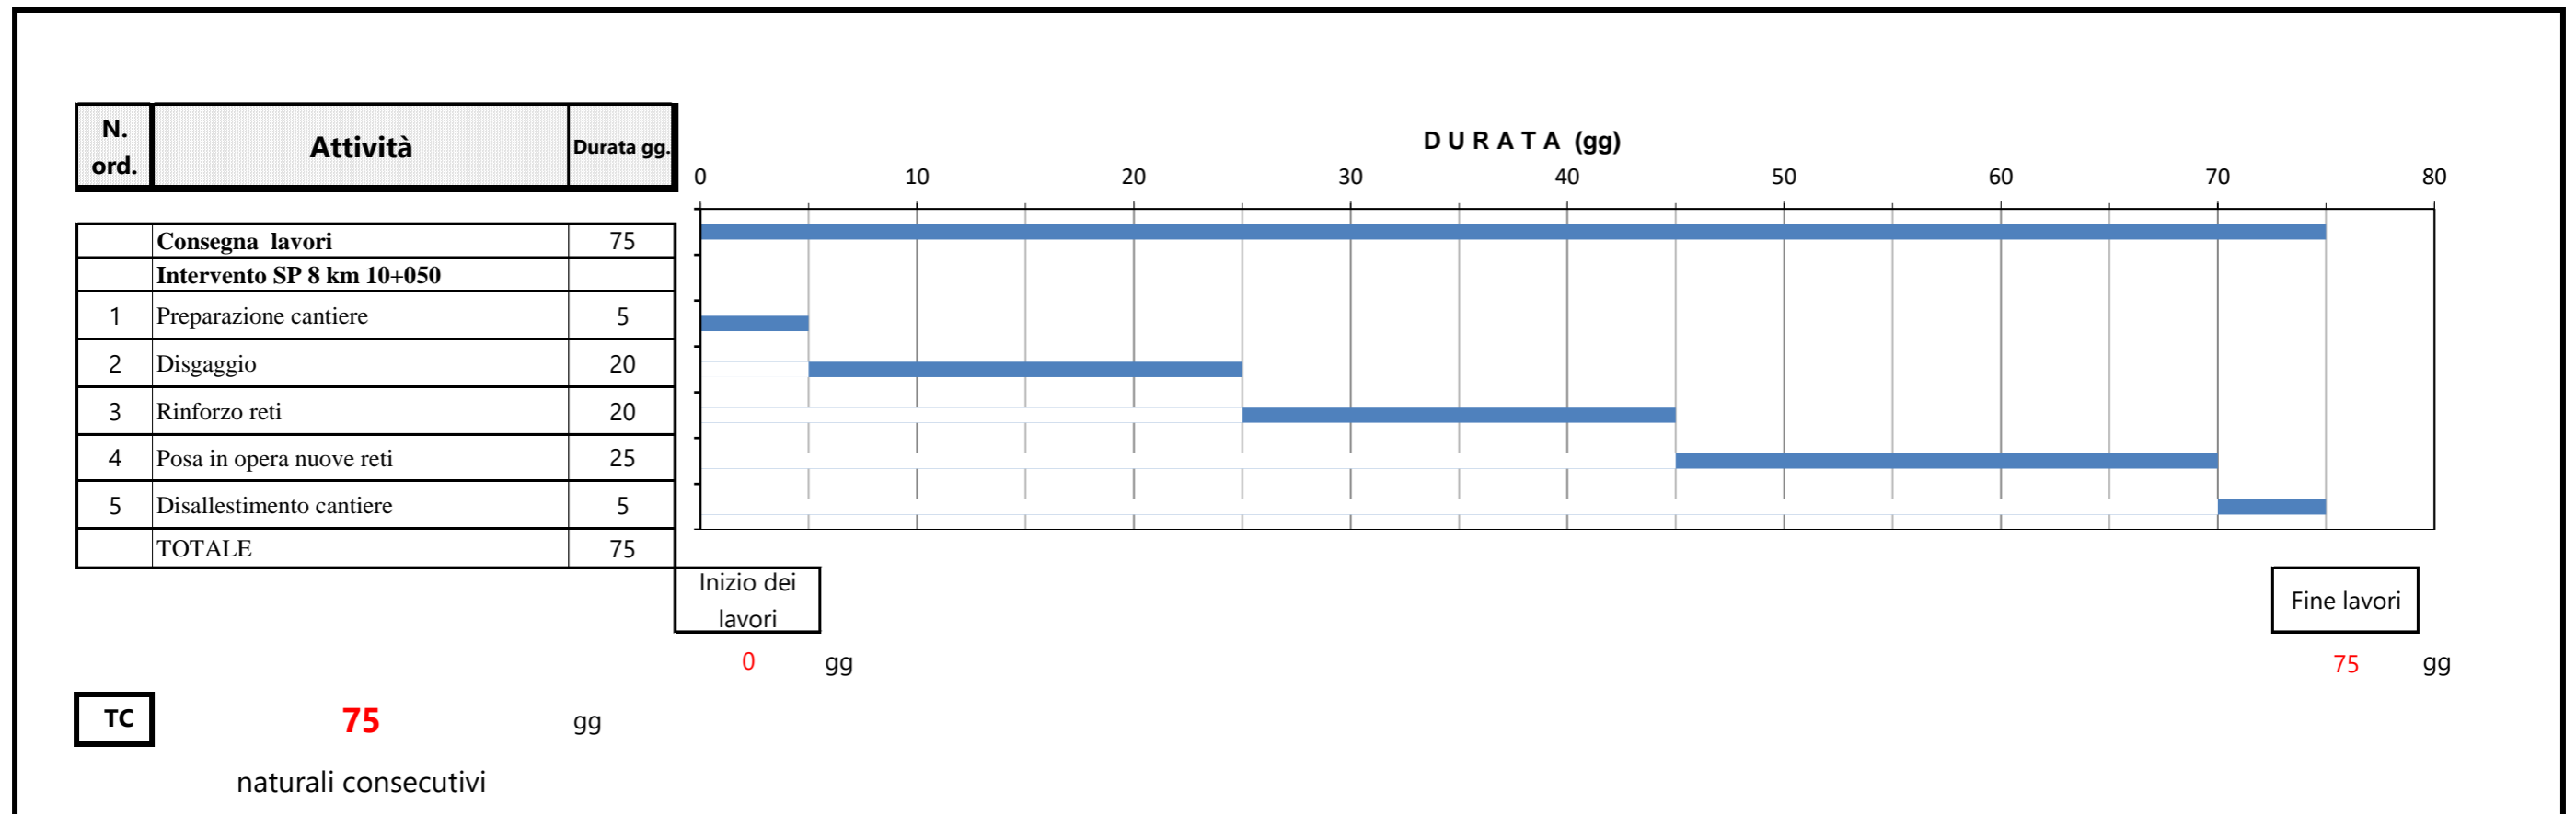 N. ord. Attività Durata gg.
D U R A T A (gg)
0 10 20 30 40 50 60 70 80
Consegna lavori 75
Intervento SP 8 km 10+050
1 Preparazione cantiere 5
2 Disgaggio 20
3 Rinforzo reti 20
4 Posa in opera nuove reti 25
5 Disallestimento cantiere 5
TOTALE 75
Inizio dei
lavori
Fine lavori
0 gg
75 gg
TC 75 gg
naturali consecutivi